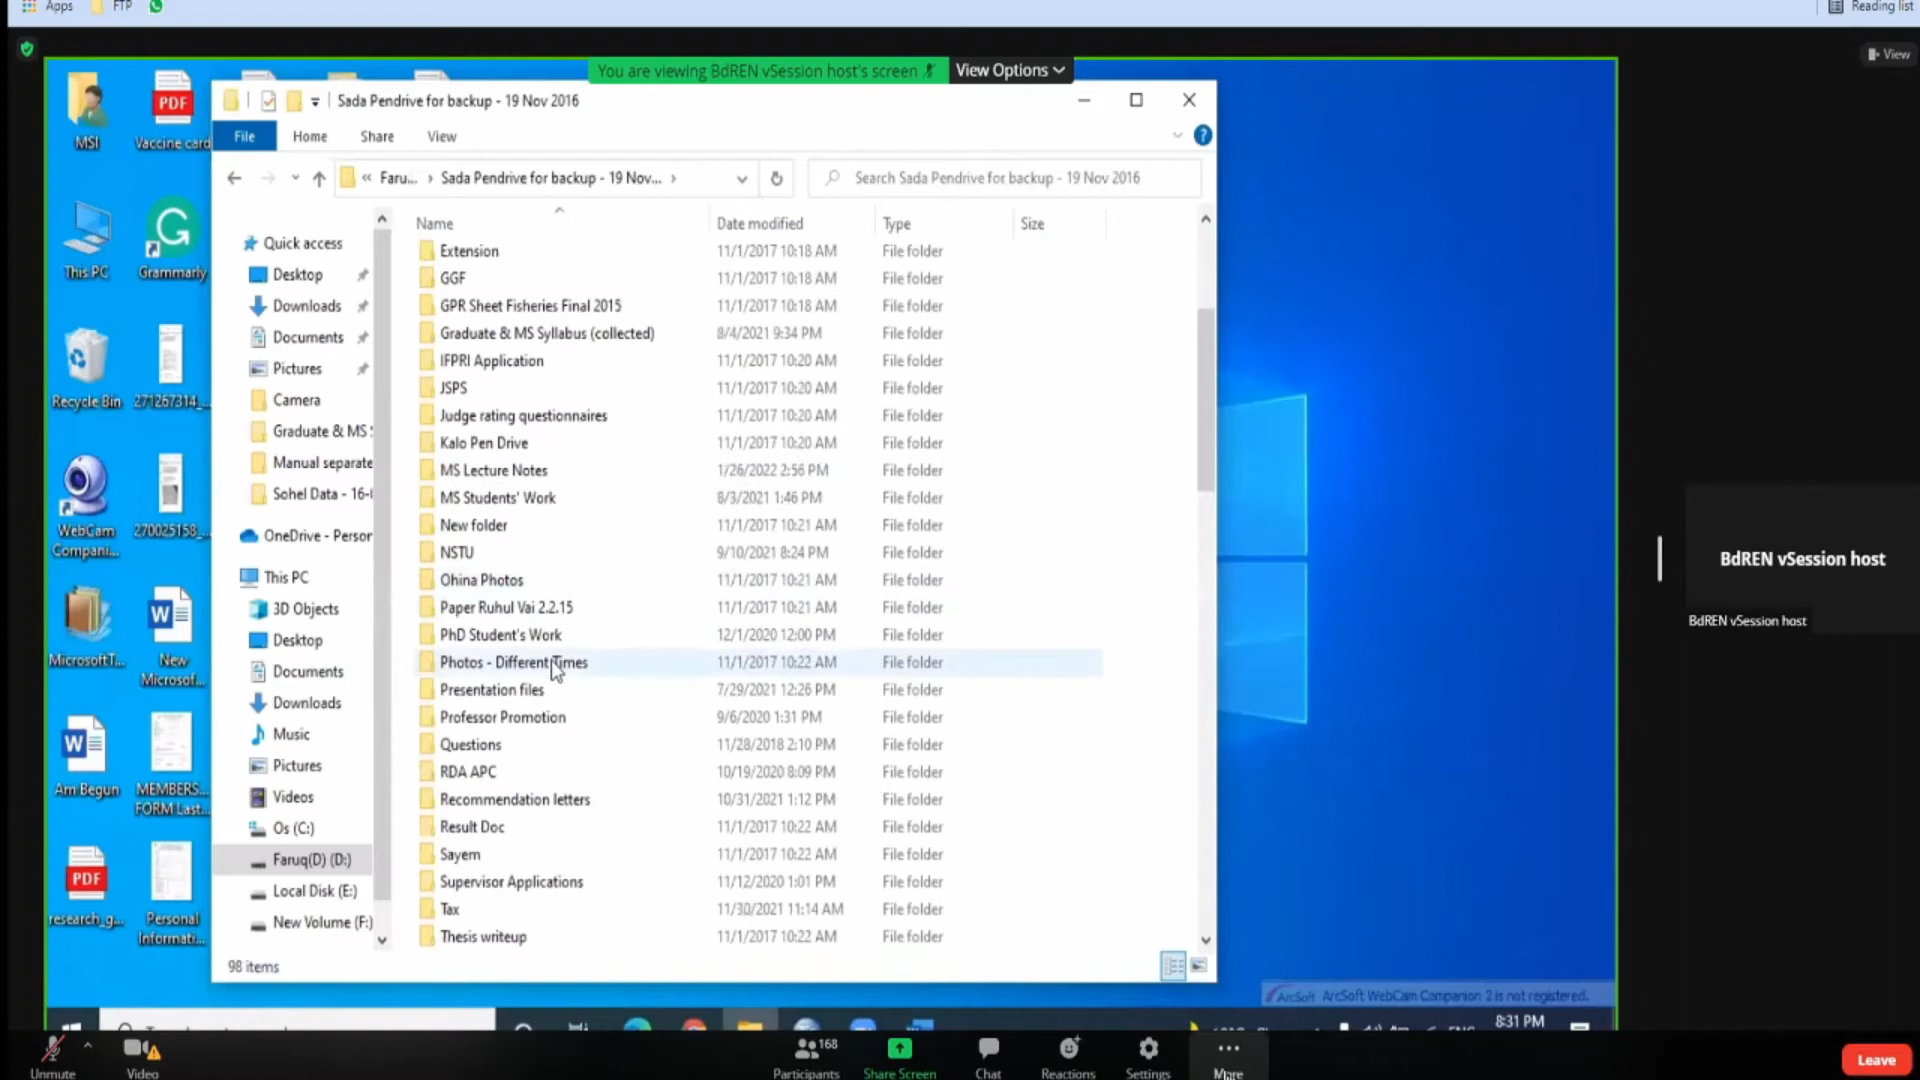 Apps FTP Reading list
You are viewing BdREN vSession host's screen View Options
View
Sada Pendrive for backup - 19 Nov 2016
File Home Share View
« Faru... › Sada Pendrive for backup - 19 Nov... ›
Search Sada Pendrive for backup - 19 Nov 2016
MSI
Vaccine card
This PC
Grammarly
Recycle Bin
271267314_...
WebCam Compani...
270025158_...
MicrosoftT...
New Microsof...
Am Begun
MEMBERS... FORM Last...
research_g...
Personal Informati...
Quick access
Desktop
Downloads
Documents
Pictures
Camera
Graduate & MS
Manual separate
Sohel Data - 16-
OneDrive - Person
This PC
3D Objects
Desktop
Documents
Downloads
Music
Pictures
Videos
Os (C:)
Faruq(D) (D:)
Local Disk (E:)
New Volume (F:)
Name Date modified Type Size
Extension 11/1/2017 10:18 AM File folder
GGF 11/1/2017 10:18 AM File folder
GPR Sheet Fisheries Final 2015 11/1/2017 10:18 AM File folder
Graduate & MS Syllabus (collected) 8/4/2021 9:34 PM File folder
IFPRI Application 11/1/2017 10:20 AM File folder
JSPS 11/1/2017 10:20 AM File folder
Judge rating questionnaires 11/1/2017 10:20 AM File folder
Kalo Pen Drive 11/1/2017 10:20 AM File folder
MS Lecture Notes 1/26/2022 2:56 PM File folder
MS Students' Work 8/3/2021 1:46 PM File folder
New folder 11/1/2017 10:21 AM File folder
NSTU 9/10/2021 8:24 PM File folder
Ohina Photos 11/1/2017 10:21 AM File folder
Paper Ruhul Vai 2.2.15 11/1/2017 10:21 AM File folder
PhD Student's Work 12/1/2020 12:00 PM File folder
Photos - Different Times 11/1/2017 10:22 AM File folder
Presentation files 7/29/2021 12:26 PM File folder
Professor Promotion 9/6/2020 1:31 PM File folder
Questions 11/28/2018 2:10 PM File folder
RDA APC 10/19/2020 8:09 PM File folder
Recommendation letters 10/31/2021 1:12 PM File folder
Result Doc 11/1/2017 10:22 AM File folder
Sayem 11/1/2017 10:22 AM File folder
Supervisor Applications 11/12/2020 1:01 PM File folder
Tax 11/30/2021 11:14 AM File folder
Thesis writeup 11/1/2017 10:22 AM File folder
98 items
BdREN vSession host
BdREN vSession host
ArcSoft ArcSoft WebCam Companion 2 is not registered.
8:31 PM
Unmute Video Participants 168 Share Screen Chat Reactions Settings More Leave
PDF
PDF